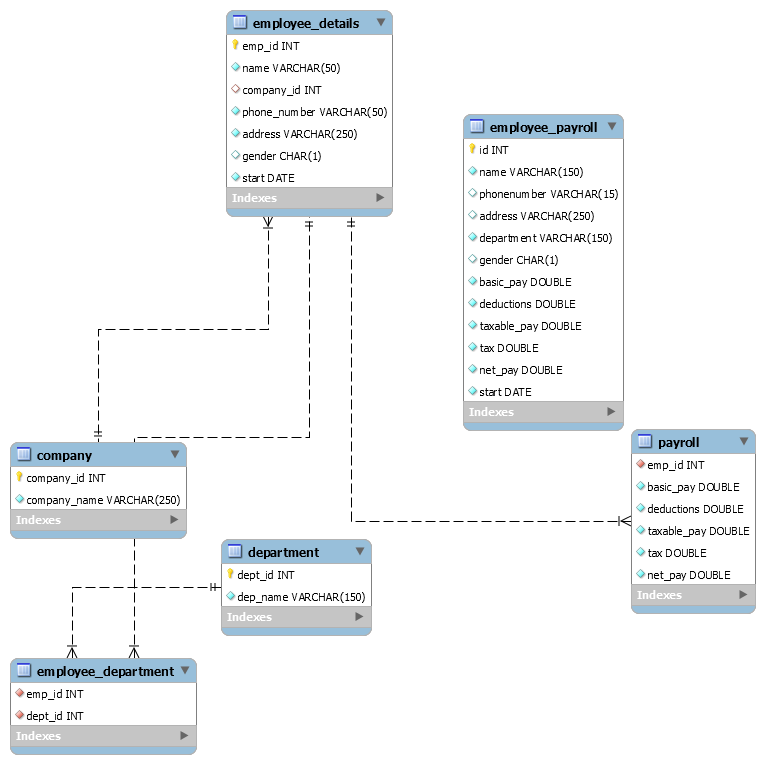 employee_details
emp_id INT
name VARCHAR(50)
company_id INT
phone_number VARCHAR(50)
address VARCHAR(250)
gender CHAR(1)
start DATE
Indexes
employee_payroll
id INT
name VARCHAR(150)
phonenumber VARCHAR(15)
address VARCHAR(250)
department VARCHAR(150)
gender CHAR(1)
basic_pay DOUBLE
deductions DOUBLE
taxable_pay DOUBLE
tax DOUBLE
net_pay DOUBLE
start DATE
Indexes
company
company_id INT
company_name VARCHAR(250)
Indexes
payroll
emp_id INT
basic_pay DOUBLE
deductions DOUBLE
taxable_pay DOUBLE
tax DOUBLE
net_pay DOUBLE
Indexes
department
dept_id INT
dep_name VARCHAR(150)
Indexes
employee_department
emp_id INT
dept_id INT
Indexes